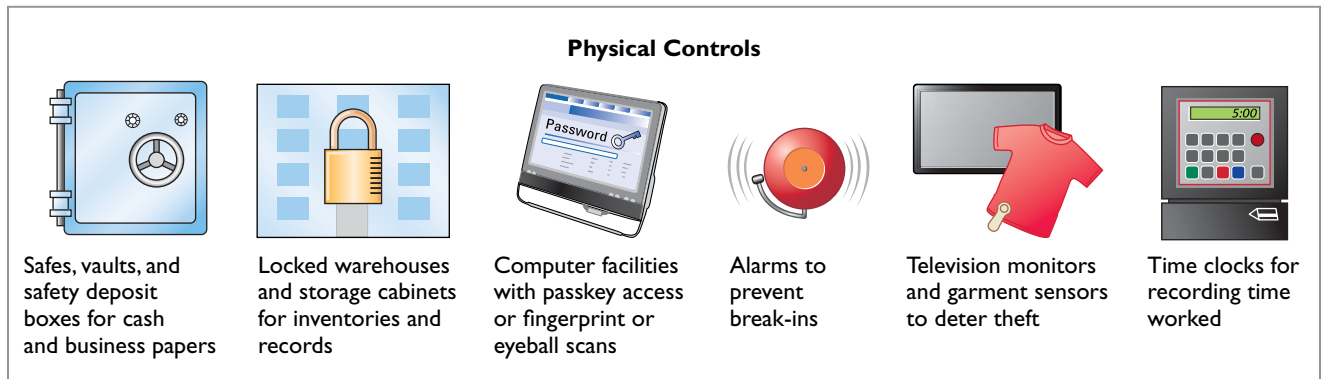 Physical Controls
Password
5:00
Safes, vaults, and
safety deposit
boxes for cash
and business papers
Locked warehouses
and storage cabinets
for inventories and
records
Computer facilities
with passkey access
or fingerprint or
eyeball scans
Alarms to
prevent
break-ins
Television monitors
and garment sensors
to deter theft
Time clocks for
recording time
worked